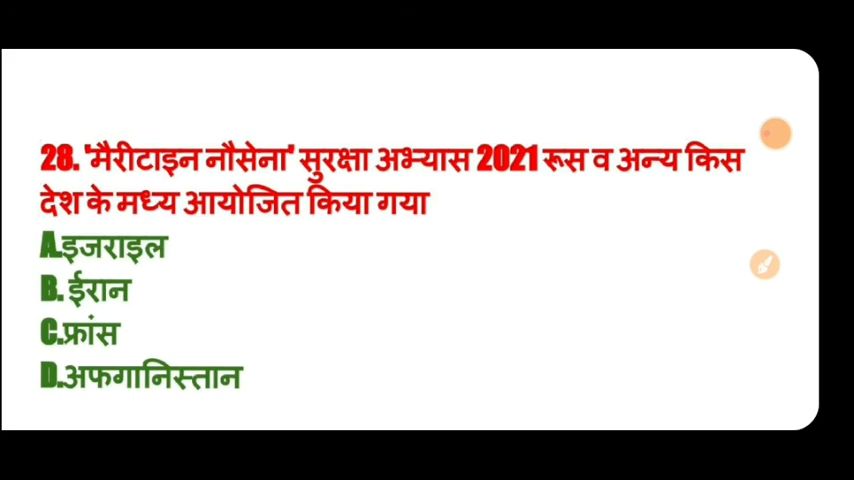 28. 'मैरीटाइन नौसेना' सुरक्षा अभ्यास 2021 रूस व अन्य किस
देश के मध्य आयोजित किया गया
A.इजराइल
B. ईरान
C.फ्रांस
D.अफगानिस्तान